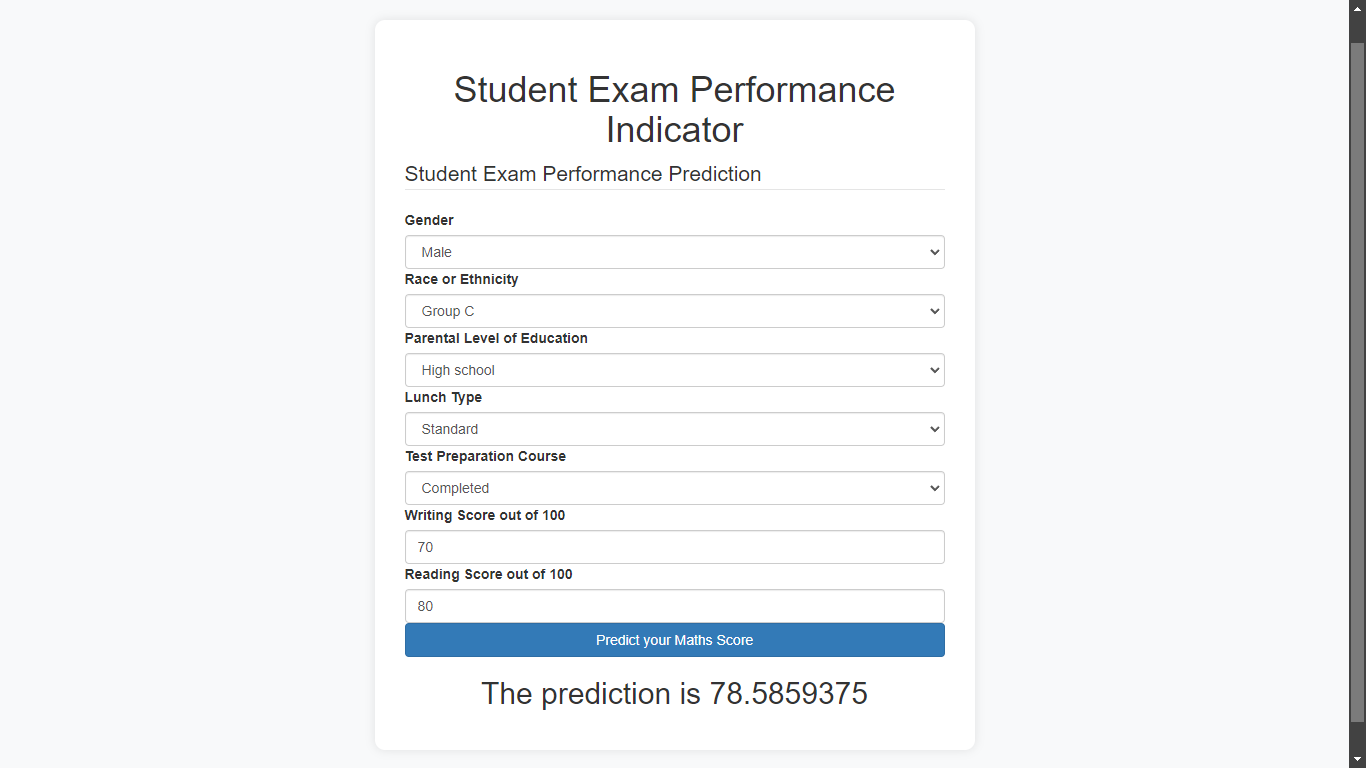 Student Exam Performance
Indicator
Student Exam Performance Prediction
Gender
Male
Race or Ethnicity
Group C
Parental Level of Education
High school
Lunch Type
Standard
Test Preparation Course
Completed
Writing Score out of 100
70
Reading Score out of 100
80
Predict your Maths Score
The prediction is 78.5859375